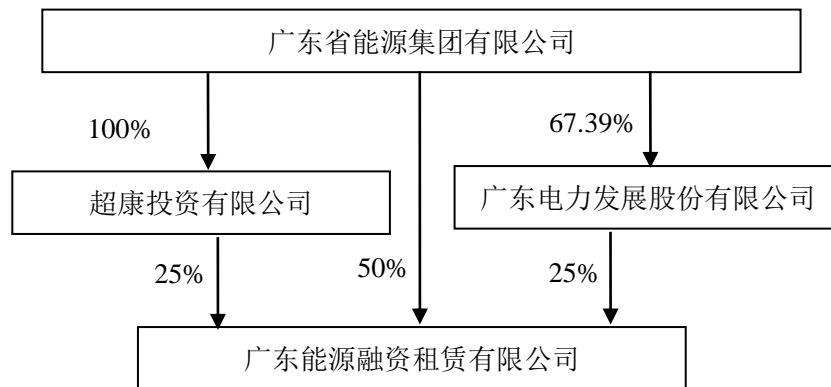 广东省能源集团有限公司
100%
67.39%
超康投资有限公司
广东电力发展股份有限公司
25%
50%
25%
广东能源融资租赁有限公司